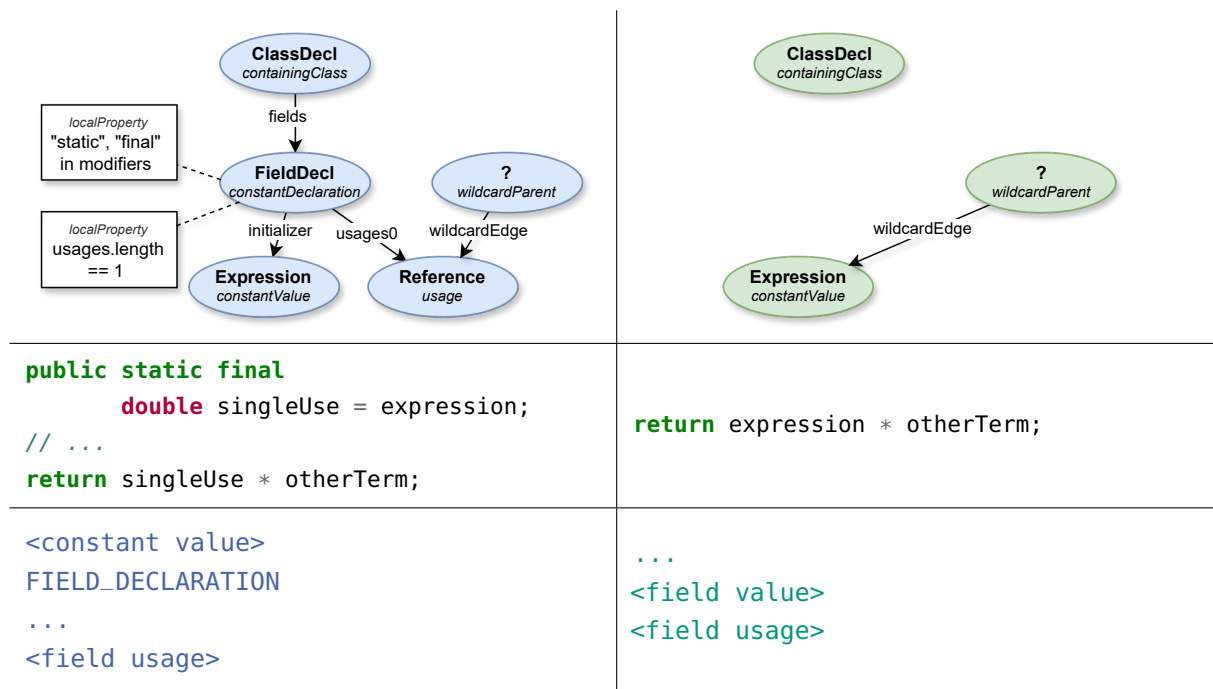 ClassDecl
containingClass
fields
localProperty
"static", "final"
in modifiers
FieldDecl
constantDeclaration
?
wildcardParent
localProperty
usages.length
== 1
initializer
usages0
wildcardEdge
Expression
constantValue
Reference
usage
ClassDecl
containingClass
?
wildcardParent
wildcardEdge
Expression
constantValue
public static final
double singleUse = expression;
// ...
return singleUse * otherTerm;
return expression * otherTerm;
<constant value>
FIELD_DECLARATION
...
<field usage>
...
<field value>
<field usage>